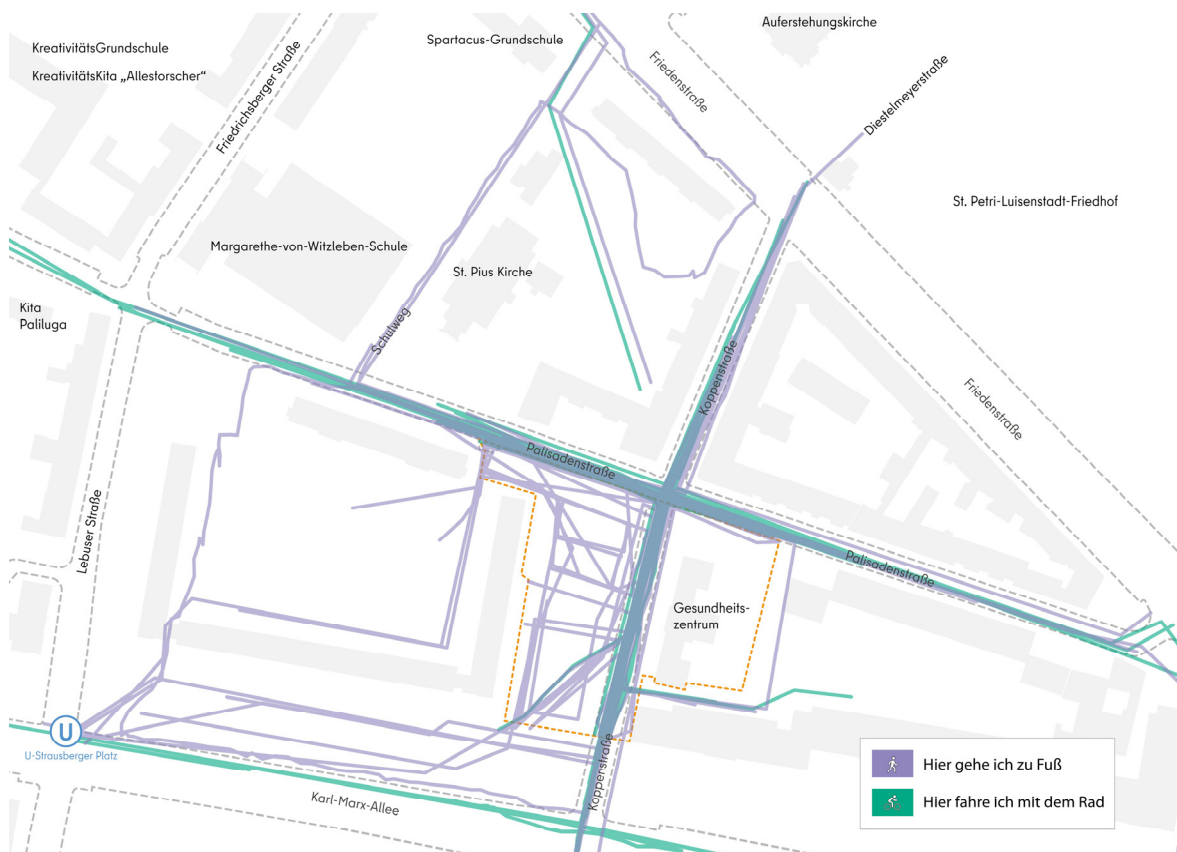 KreativitätsGrundschule
KreativitätsKita „Allestorscher“
Friedrichsberger Straße
Spartacus-Grundschule
Auferstehungskirche
Friedenstraße
Diestelmeyerstraße
St. Petri-Luisenstadt-Friedhof
Margarethe-von-Witzleben-Schule
St. Pius Kirche
Kita
Paliluga
Schulweg
Koppenstraße
Friedenstraße
Palisadenstraße
Lebuser Straße
Palisadenstraße
Gesundheits-
zentrum
U
U-Strausberger Platz
Koppenstraße
Karl-Marx-Allee
Hier gehe ich zu Fuß
Hier fahre ich mit dem Rad